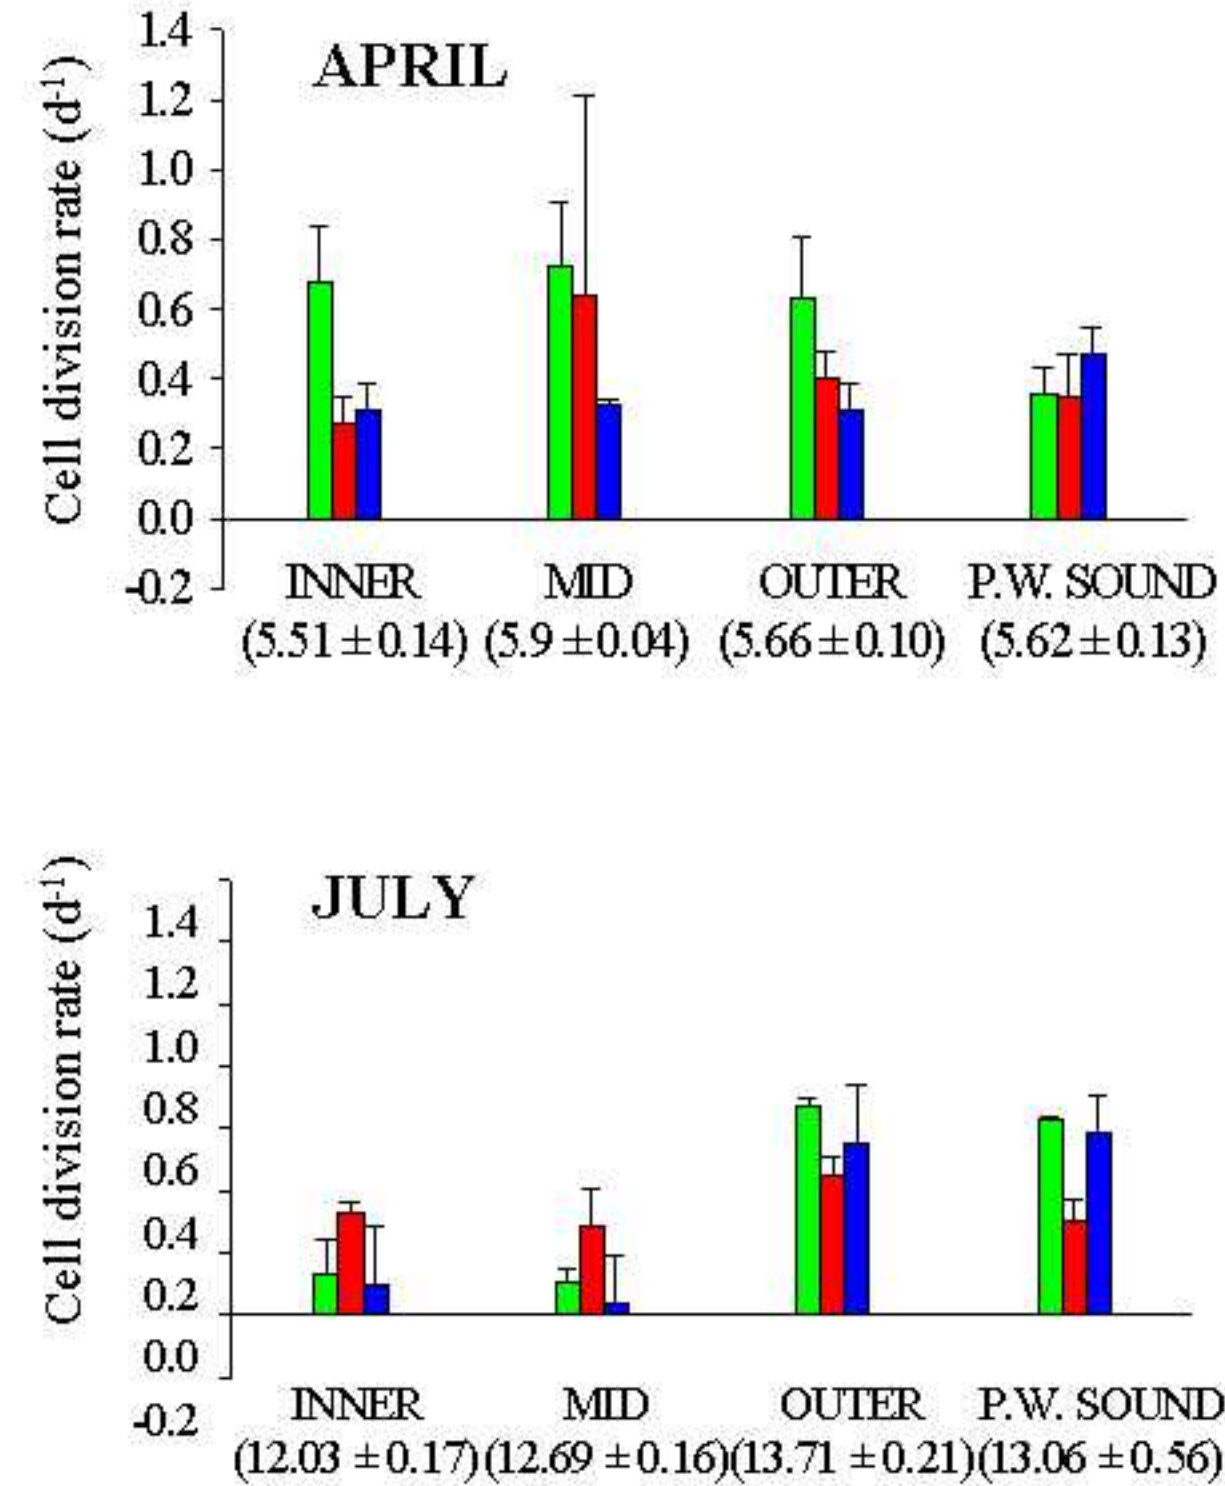 APRIL
Cell division rate (d-1)
1.4
1.2
1.0
0.8
0.6
0.4
0.2
0.0
-0.2
INNER MID OUTER P.W. SOUND
(5.51 ± 0.14) (5.9 ± 0.04) (5.66 ± 0.10) (5.62 ± 0.13)
JULY
Cell division rate (d-1)
1.4
1.2
1.0
0.8
0.6
0.4
0.2
0.0
-0.2
INNER MID OUTER P.W. SOUND
(12.03 ± 0.17) (12.69 ± 0.16) (13.71 ± 0.21) (13.06 ± 0.56)